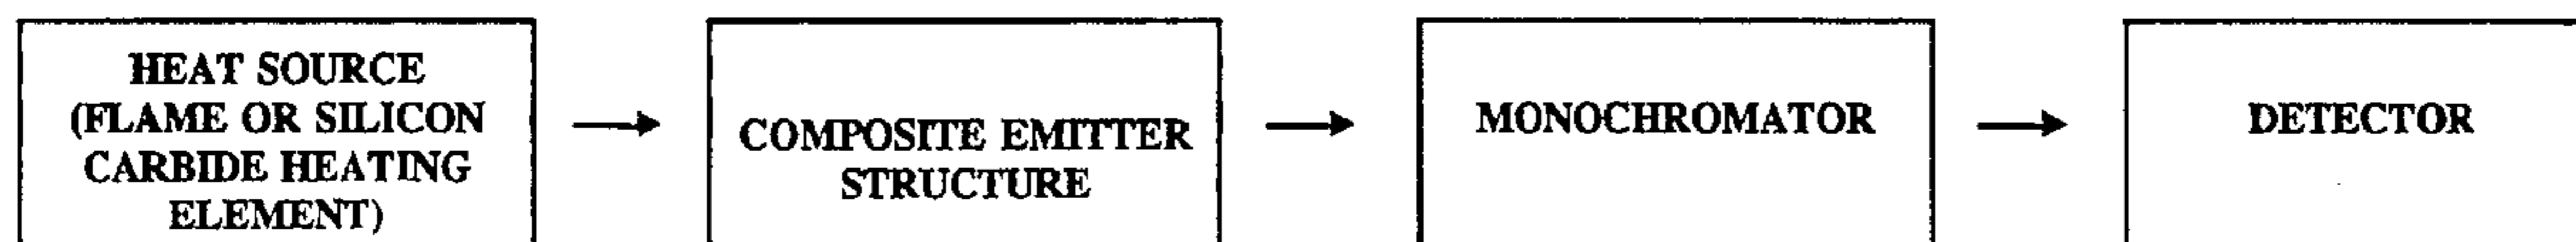 HEAT SOURCE
(FLAME OR SILICON
CARBIDE HEATING
ELEMENT)
COMPOSITE EMITTER
STRUCTURE
MONOCHROMATOR
DETECTOR